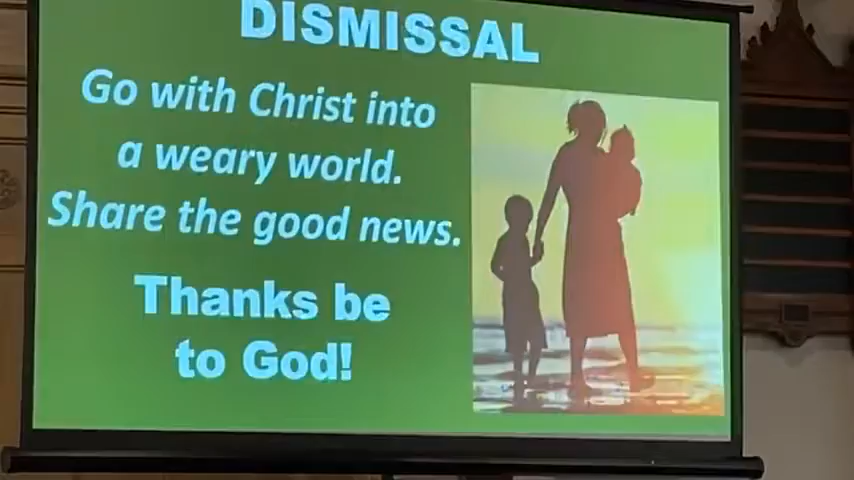 DISMISSAL
Go with Christ into
a weary world.
Share the good news.
Thanks be
to God!